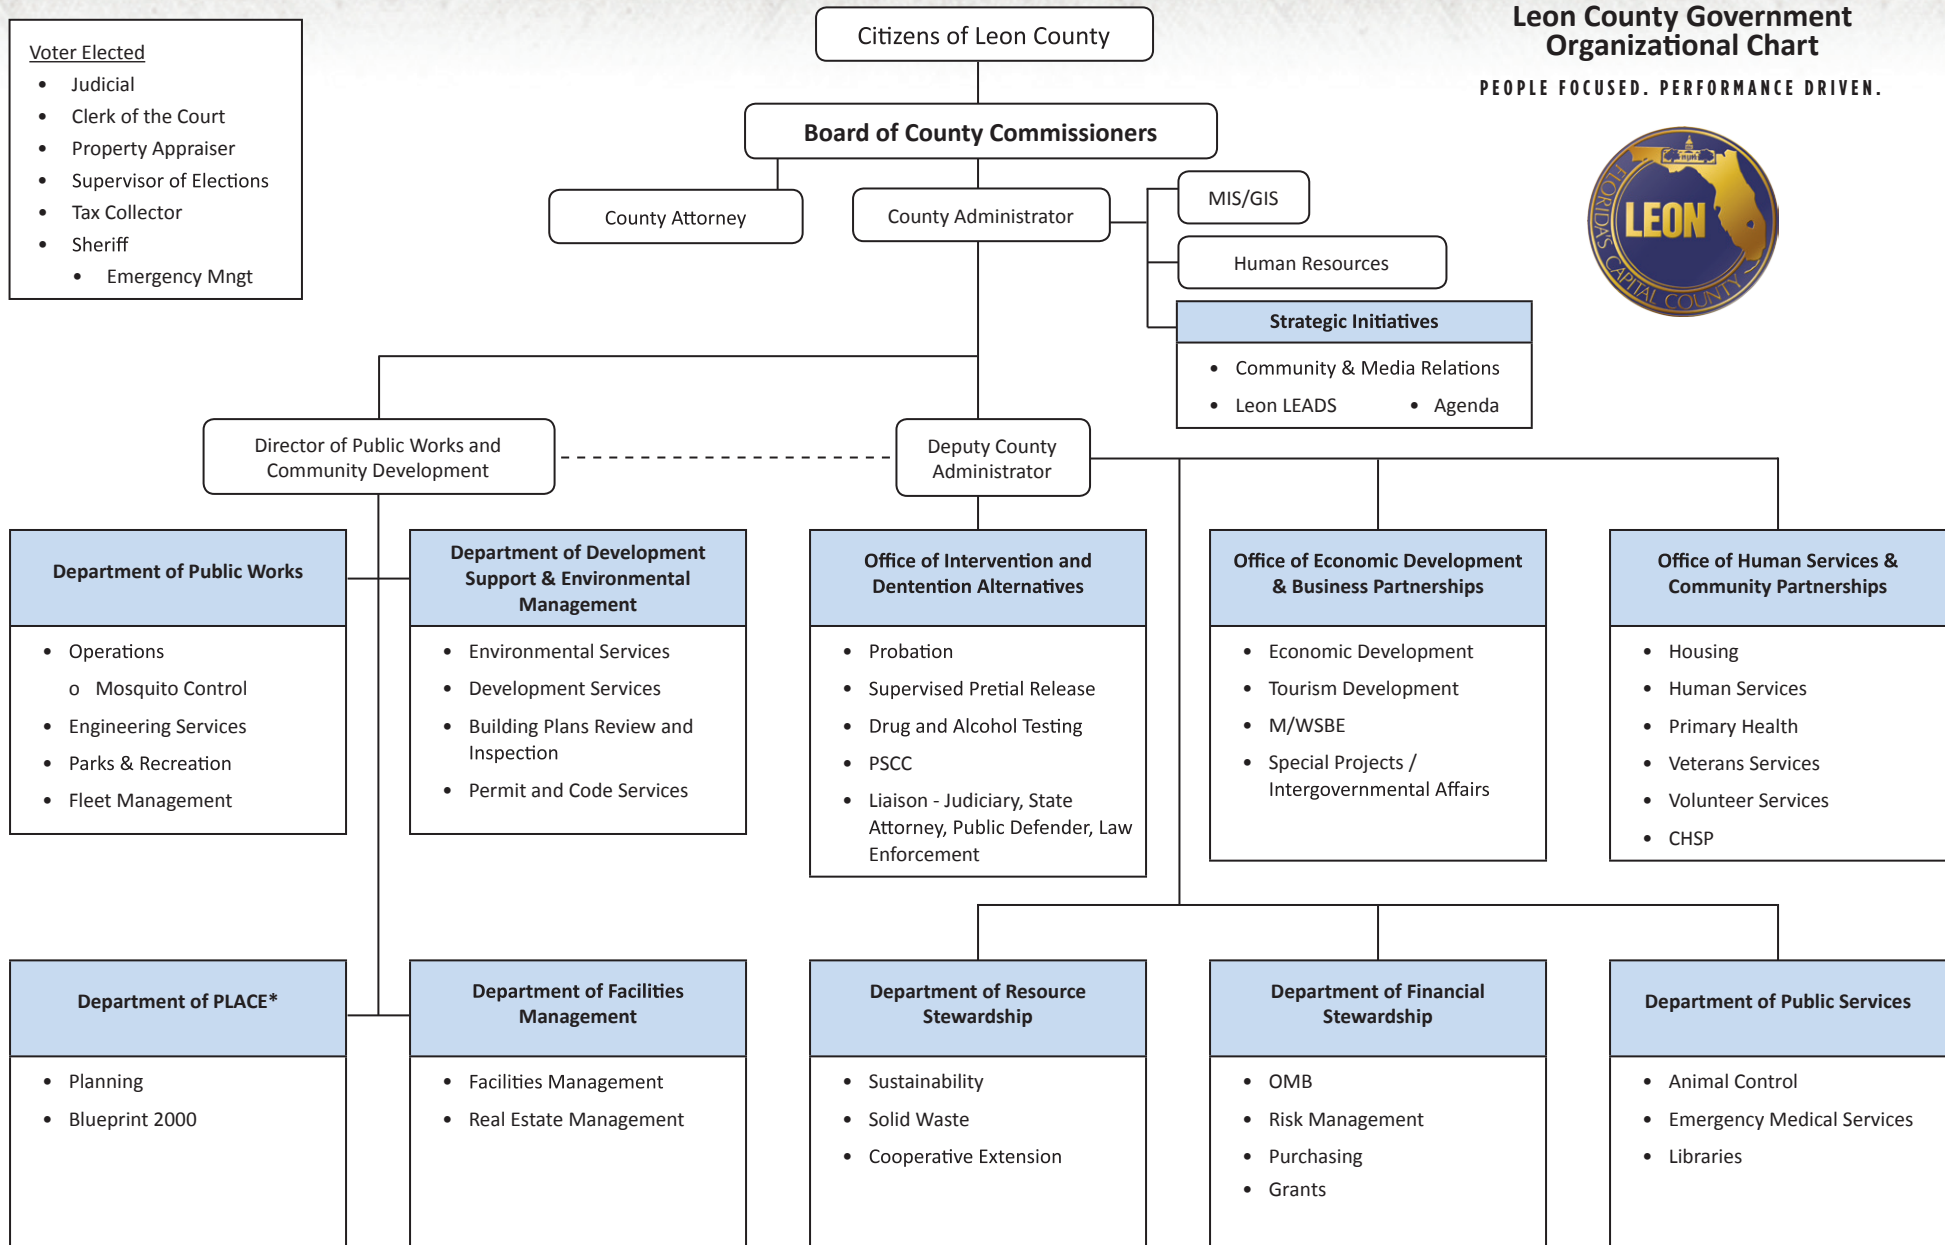 Leon County Government
Organizational Chart
PEOPLE FOCUSED. PERFORMANCE DRIVEN.
FLORIDA'S CAPITAL COUNTY
LEON
Voter Elected
• Judicial
• Clerk of the Court
• Property Appraiser
• Supervisor of Elections
• Tax Collector
• Sheriff
• Emergency Mngt
Citizens of Leon County
Board of County Commissioners
County Attorney
County Administrator
MIS/GIS
Human Resources
Strategic Initiatives
• Community & Media Relations
• Leon LEADS • Agenda
Director of Public Works and
Community Development
Deputy County
Administrator
Department of Public Works
• Operations
o Mosquito Control
• Engineering Services
• Parks & Recreation
• Fleet Management
Department of Development
Support & Environmental
Management
• Environmental Services
• Development Services
• Building Plans Review and
Inspection
• Permit and Code Services
Office of Intervention and
Dentention Alternatives
• Probation
• Supervised Pretial Release
• Drug and Alcohol Testing
• PSCC
• Liaison - Judiciary, State
Attorney, Public Defender, Law
Enforcement
Office of Economic Development
& Business Partnerships
• Economic Development
• Tourism Development
• M/WSBE
• Special Projects /
Intergovernmental Affairs
Office of Human Services &
Community Partnerships
• Housing
• Human Services
• Primary Health
• Veterans Services
• Volunteer Services
• CHSP
Department of PLACE*
• Planning
• Blueprint 2000
Department of Facilities
Management
• Facilities Management
• Real Estate Management
Department of Resource
Stewardship
• Sustainability
• Solid Waste
• Cooperative Extension
Department of Financial
Stewardship
• OMB
• Risk Management
• Purchasing
• Grants
Department of Public Services
• Animal Control
• Emergency Medical Services
• Libraries